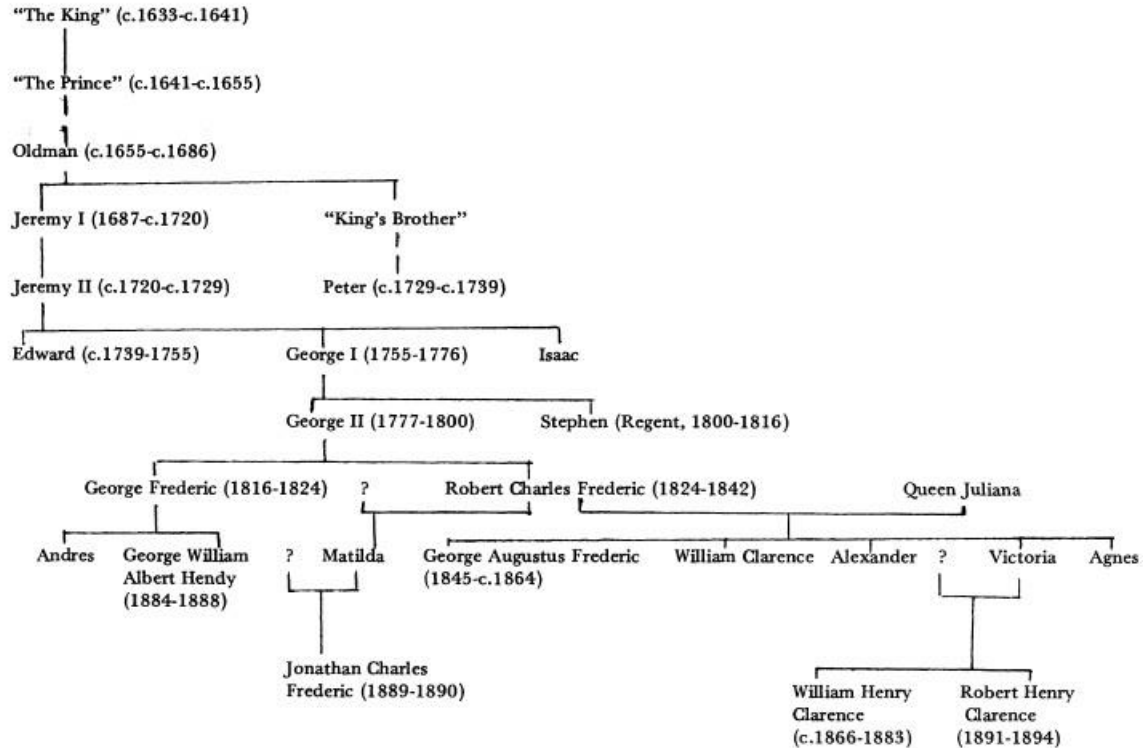 “The King” (c.1633-c.1641)
“The Prince” (c.1641-c.1655)
Oldman (c.1655-c.1686)
Jeremy I (1687-c.1720) “King's Brother”
Jeremy II (c.1720-c.1729) Peter (c.1729-c.1739)
Edward (c.1739-1755) George I (1755-1776) Isaac
George II (1777-1800) Stephen (Regent, 1800-1816)
George Frederic (1816-1824) ? Robert Charles Frederic (1824-1842) Queen Juliana
Andres George William ? Matilda George Augustus Frederic William Clarence Alexander ? Victoria Agnes
Albert Hendy (1845-c.1864)
(1884-1888)
Jonathan Charles
Frederic (1889-1890)
William Henry Robert Henry
Clarence Clarence
(c.1866-1883) (1891-1894)